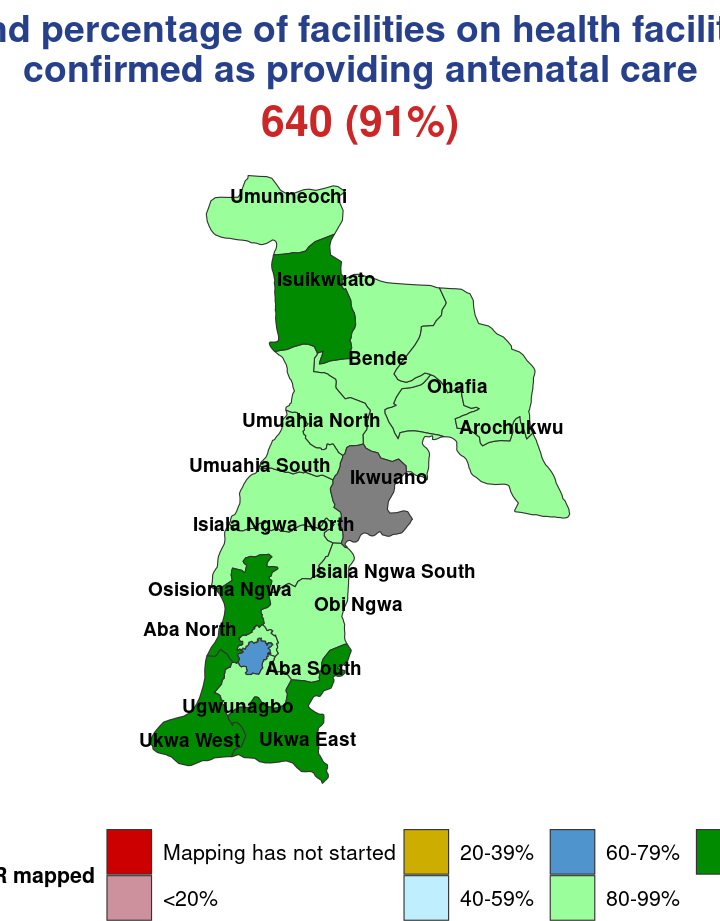 percentage of facilities on health
confirmed as providing antenatal care
640 (91%)
Umunneochi
Isuikwuato
Bende
Ohafia
Umuahia North
Arochukwu
Umuahia South
Ikwuano
Isiala Ngwa North
Isiala Ngwa South
Osisioma Ngwa
Obi Ngwa
Aba North
Aba South
Ugwunagbo
Ukwa West
Ukwa East
mapped
Mapping has not started
20-39%
60-79%
<20%
40-59%
80-99%